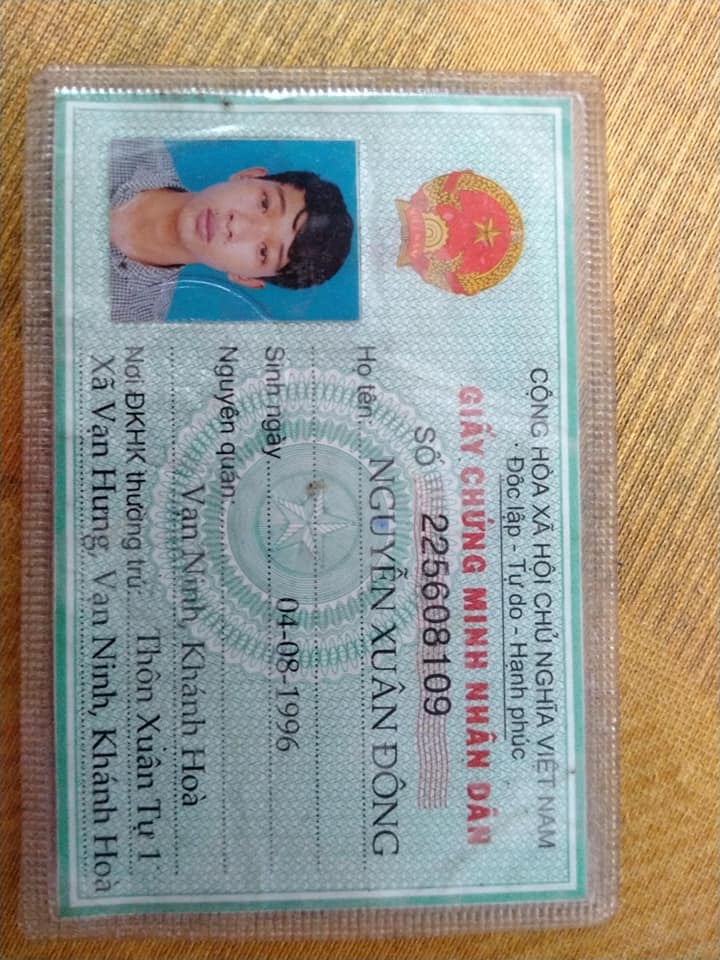 CỘNG HÒA XÃ HỘI CHỦ NGHĨA VIỆT NAM
Độc lập - Tự do - Hạnh phúc
GIẤY CHỨNG MINH NHÂN DÂN
SỐ 225608109
Họ tên: NGUYỄN XUÂN ĐÔNG
Sinh ngày 04-08-1996
Nguyên quán:
Vạn Ninh, Khánh Hoà
Nơi ĐKHK thường trú: Thôn Xuân Tự 1
Xã Vạn Hưng, Vạn Ninh, Khánh Hoà
VIỆT NAM